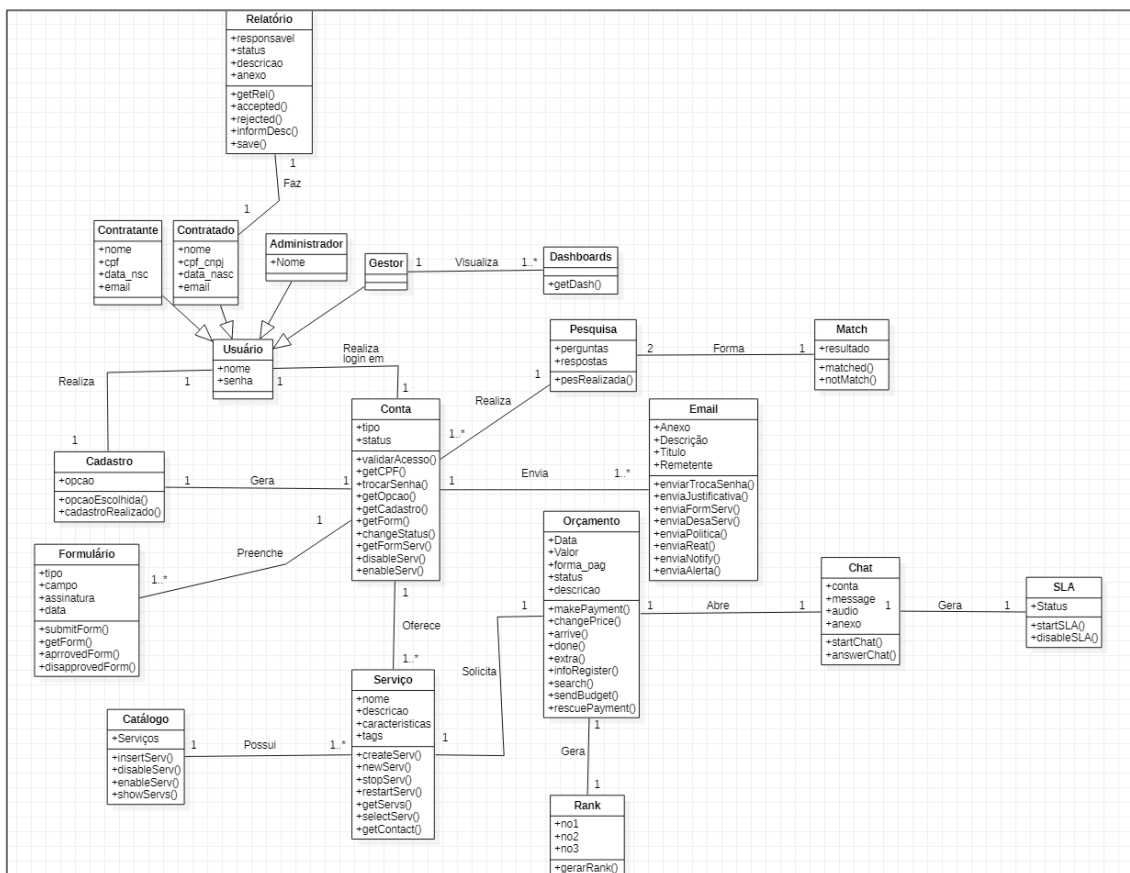 Relatório
+responsavel
+status
+descricao
+anexo
+getRel()
+accepted()
+rejected()
+informDesc()
+save()
1
Faz
1
Contratante
+nome
+cpf
+data_nsc
+email
Contratado
+nome
+cpf_cnpj
+data_nasc
+email
Administrador
+Nome
Gestor
1
Visualiza
1..*
Dashboards
+getDash()
Usuário
+nome
+senha
Realiza
1
1
Realiza
login em
1
1
Pesquisa
+perguntas
+respostas
+pesRealizada()
2
Forma
1
Match
+resultado
+matched()
+notMatch()
1
Realiza
1..*
Conta
+tipo
+status
+validarAcesso()
+getCPF()
+trocarSenha()
+getOpcao()
+getCadastro()
+getForm()
+changeStatus()
+getFormServ()
+disableServ()
+enableServ()
Email
+Anexo
+Descrição
+Titulo
+Remetente
+enviarTrocaSenha()
+enviaJustificativa()
+enviaFormServ()
+enviaDesaServ()
+enviaPolitica()
+enviaReat()
+enviaNotify()
+enviaAlerta()
1
Envia
1..*
Cadastro
+opcao
+opcaoEscolhida()
+cadastroRealizado()
1
Gera
1
1
Preenche
1..*
Formulário
+tipo
+campo
+assinatura
+data
+submitForm()
+getForm()
+aprrovedForm()
+disapprovedForm()
Orçamento
+Data
+Valor
+forma_pag
+status
+descricao
+makePayment()
+changePrice()
+arrive()
+done()
+extra()
+infoRegister()
+search()
+sendBudget()
+rescuePayment()
1
Abre
1
Chat
+conta
+message
+audio
+anexo
+startChat()
+answerChat()
1
Gera
1
SLA
+Status
+startSLA()
+disableSLA()
1
Oferece
1..*
1
Solicita
1
Serviço
+nome
+descricao
+caracteristicas
+tags
+createServ()
+newServ()
+stopServ()
+restartServ()
+getServs()
+selectServ()
+getContact()
Catálogo
+Serviços
+insertServ()
+disableServ()
+enableServ()
+showServs()
1
Possui
1..*
1
Gera
1
Rank
+no1
+no2
+no3
+gerarRank()